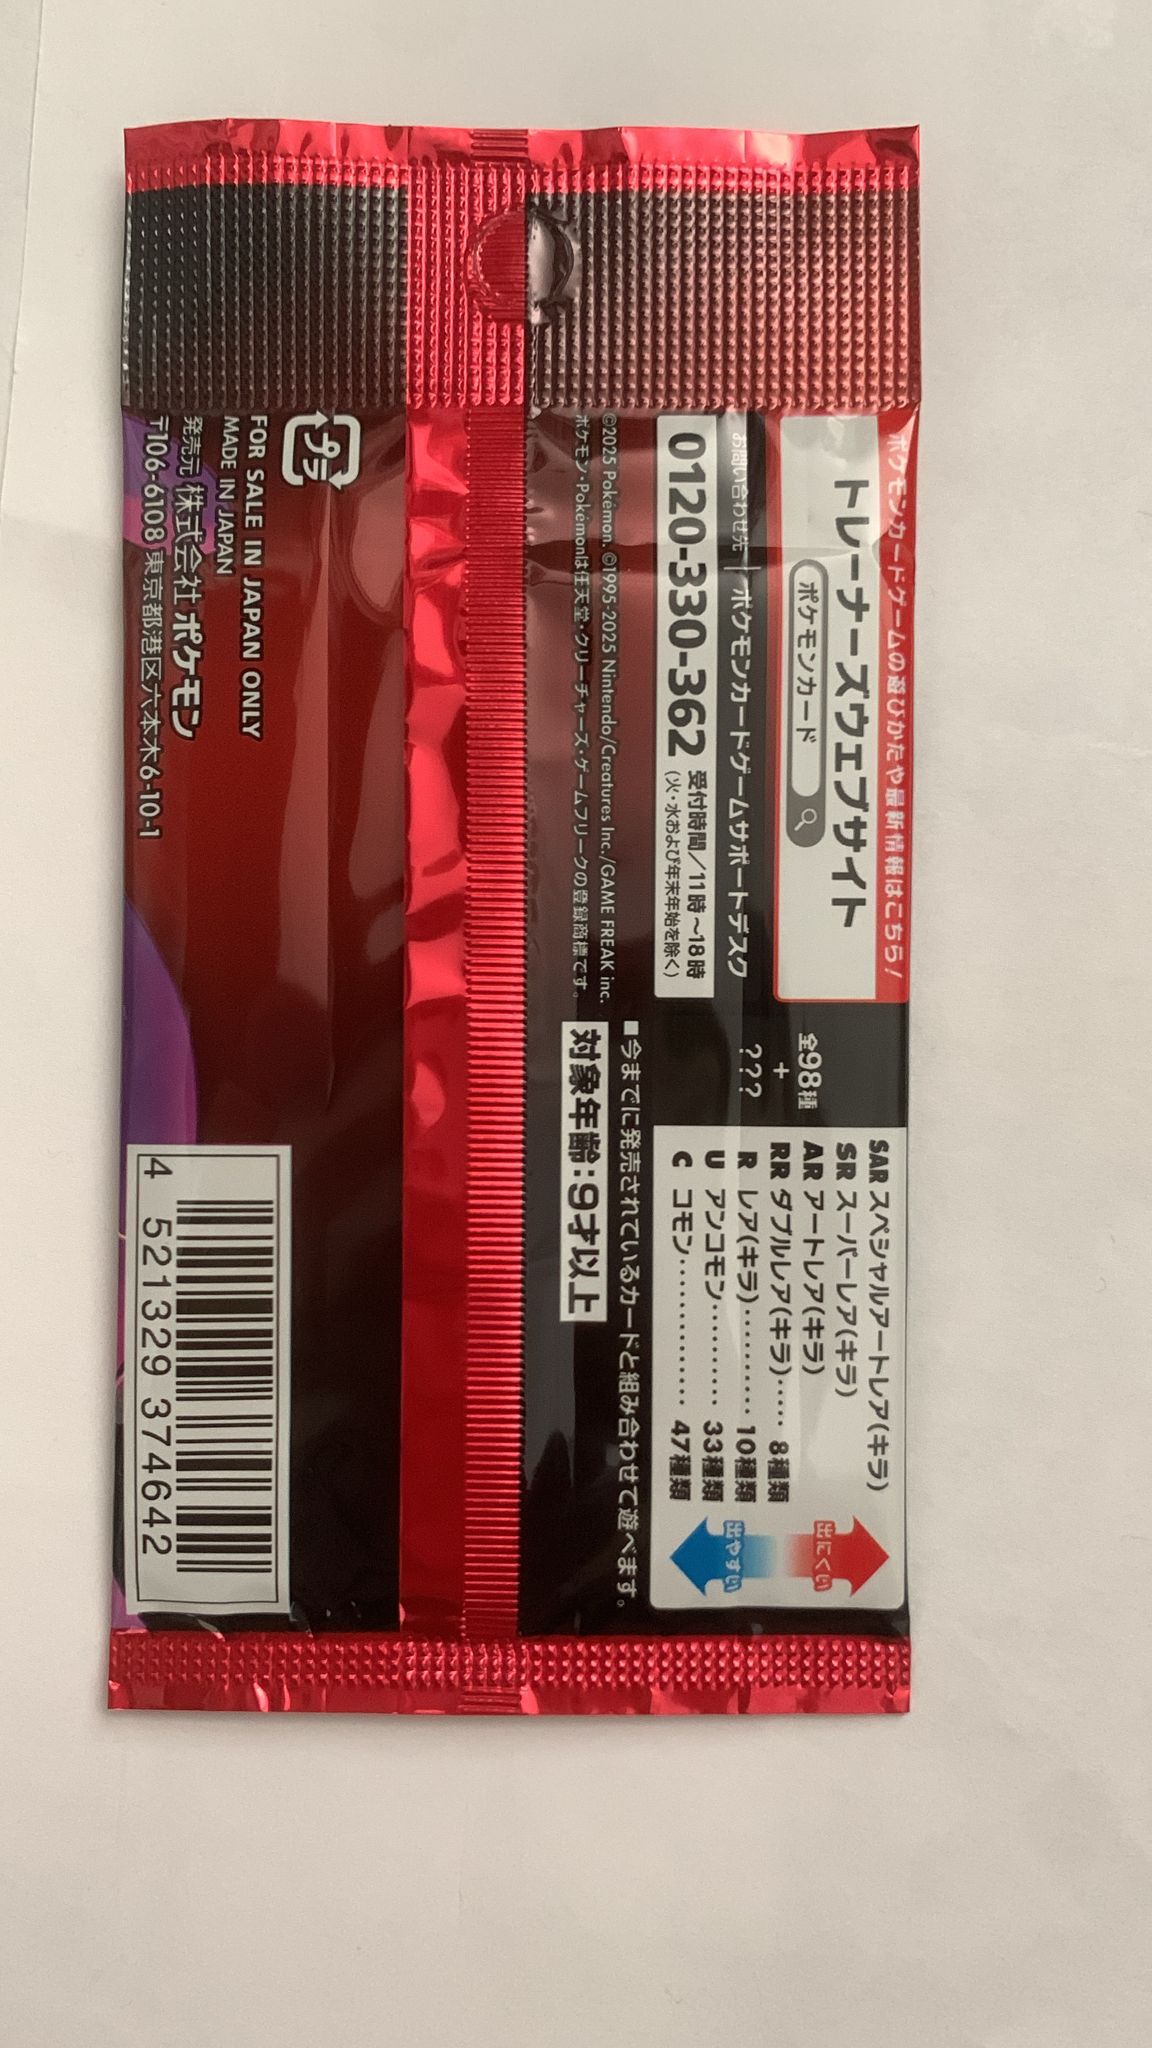 ポケモンカードゲームの遊びかたや最新情報はこちら!
トレーナーズウェブサイト
ポケモンカード
お問い合わせ先 ポケモンカードゲームサポートデスク
0120-330-362 受付時間/11時~18時
(火・水および年末年始を除く)
©2025 Pokémon. ©1995-2025 Nintendo/Creatures Inc./GAME FREAK inc.
ポケモン・Pokémonは任天堂・クリーチャーズ・ゲームフリークの登録商標です。
全98種
+
???
SAR スペシャルアートレア(キラ)
SR スーパーレア(キラ)
AR アートレア(キラ)
RR ダブルレア(キラ)…… 8種類
R レア(キラ)………… 10種類
U アンコモン………… 33種類
C コモン…………… 47種類
出にくい
出やすい
■今までに発売されているカードと組み合わせて遊べます。
対象年齢:9才以上
プラ
FOR SALE IN JAPAN ONLY
MADE IN JAPAN
発売元 株式会社ポケモン
〒106-6108 東京都港区六本木6-10-1
4 521329 374642